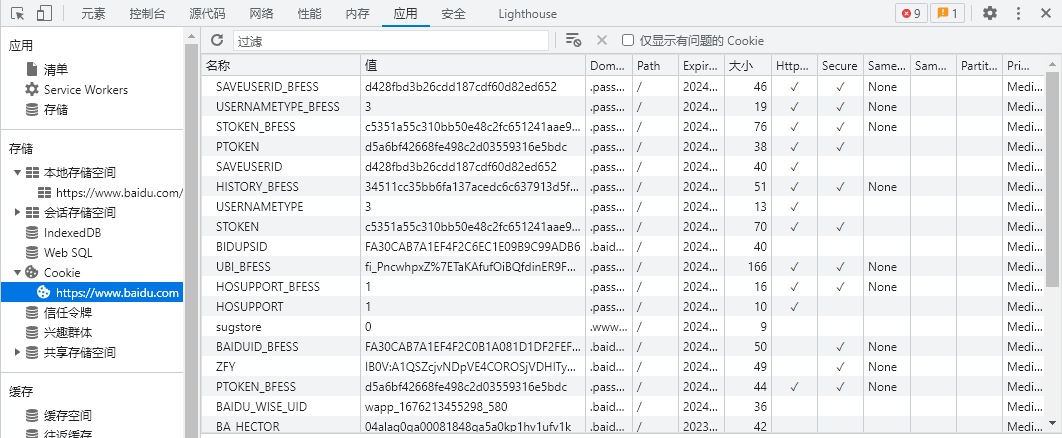 元素 控制台 源代码 网络 性能 内存 应用 安全 Lighthouse 9 1
应用
清单
Service Workers
存储
存储
本地存储空间
https://www.baidu.com/
会话存储空间
IndexedDB
Web SQL
Cookie
https://www.baidu.com
信任令牌
兴趣群体
共享存储空间
缓存
缓存空间
往返缓存
过滤 仅显示有问题的 Cookie
名称 值 Dom... Path Expir... 大小 Http... Secure Same... Sam... Partit... Pri...
SAVEUSERID_BFESS d428fbd3b26cdd187cdf60d82ed652 .pass... / 2024... 46 ✓ ✓ None Medi...
USERNAMETYPE_BFESS 3 .pass... / 2024... 19 ✓ ✓ None Medi...
STOKEN_BFESS c5351a55c310bb50e48c2fc651241aae9... .pass... / 2024... 76 ✓ ✓ None Medi...
PTOKEN d5a6bf42668fe498c2d03559316e5bdc .pass... / 2024... 38 ✓ ✓ Medi...
SAVEUSERID d428fbd3b26cdd187cdf60d82ed652 .pass... / 2024... 40 ✓ Medi...
HISTORY_BFESS 34511cc35bb6fa137acedc6c637913d5f... .pass... / 2024... 51 ✓ ✓ None Medi...
USERNAMETYPE 3 .pass... / 2024... 13 ✓ Medi...
STOKEN c5351a55c310bb50e48c2fc651241aae9... .pass... / 2024... 70 ✓ ✓ Medi...
BIDUPSID FA30CAB7A1EF4F2C6EC1E09B9C99ADB6 .baid... / 2024... 40 Medi...
UBI_BFESS fi_PncwhpxZ%7ETaKAfufOiBQfdinER9F... .pass... / 2024... 166 ✓ ✓ None Medi...
HOSUPPORT_BFESS 1 .pass... / 2024... 16 ✓ ✓ None Medi...
HOSUPPORT 1 .pass... / 2024... 10 ✓ Medi...
sugstore 0 .www... / 2024... 9 Medi...
BAIDUID_BFESS FA30CAB7A1EF4F2C0B1A081D1DF2FEF... .baid... / 2024... 50 ✓ None Medi...
ZFY IB0V:A1QSZcjvNDpVE4COROSjVDHITy... .baid... / 2024... 49 ✓ None Medi...
PTOKEN_BFESS d5a6bf42668fe498c2d03559316e5bdc .pass... / 2024... 44 ✓ ✓ None Medi...
BAIDU_WISE_UID wapp_1676213455298_580 .baid... / 2024... 36 Medi...
BA_HECTOR 04alag0ga00081848ga5a0kp1hv1ufv1k .baid... / 2023... 42 Medi...